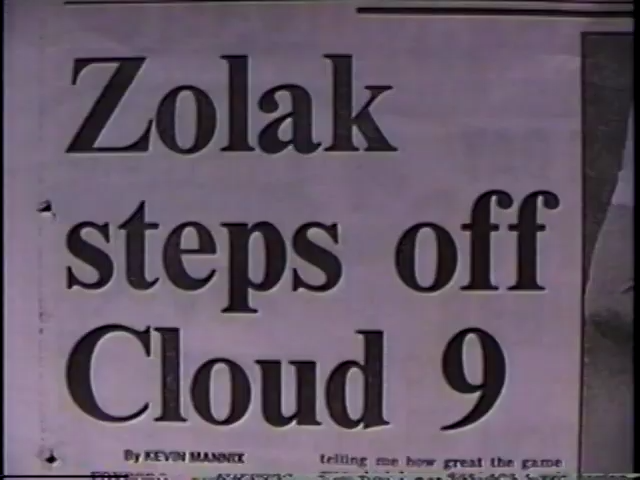 Zolak
steps off
Cloud 9
By KEVIN MANNIX
telling me how great the game